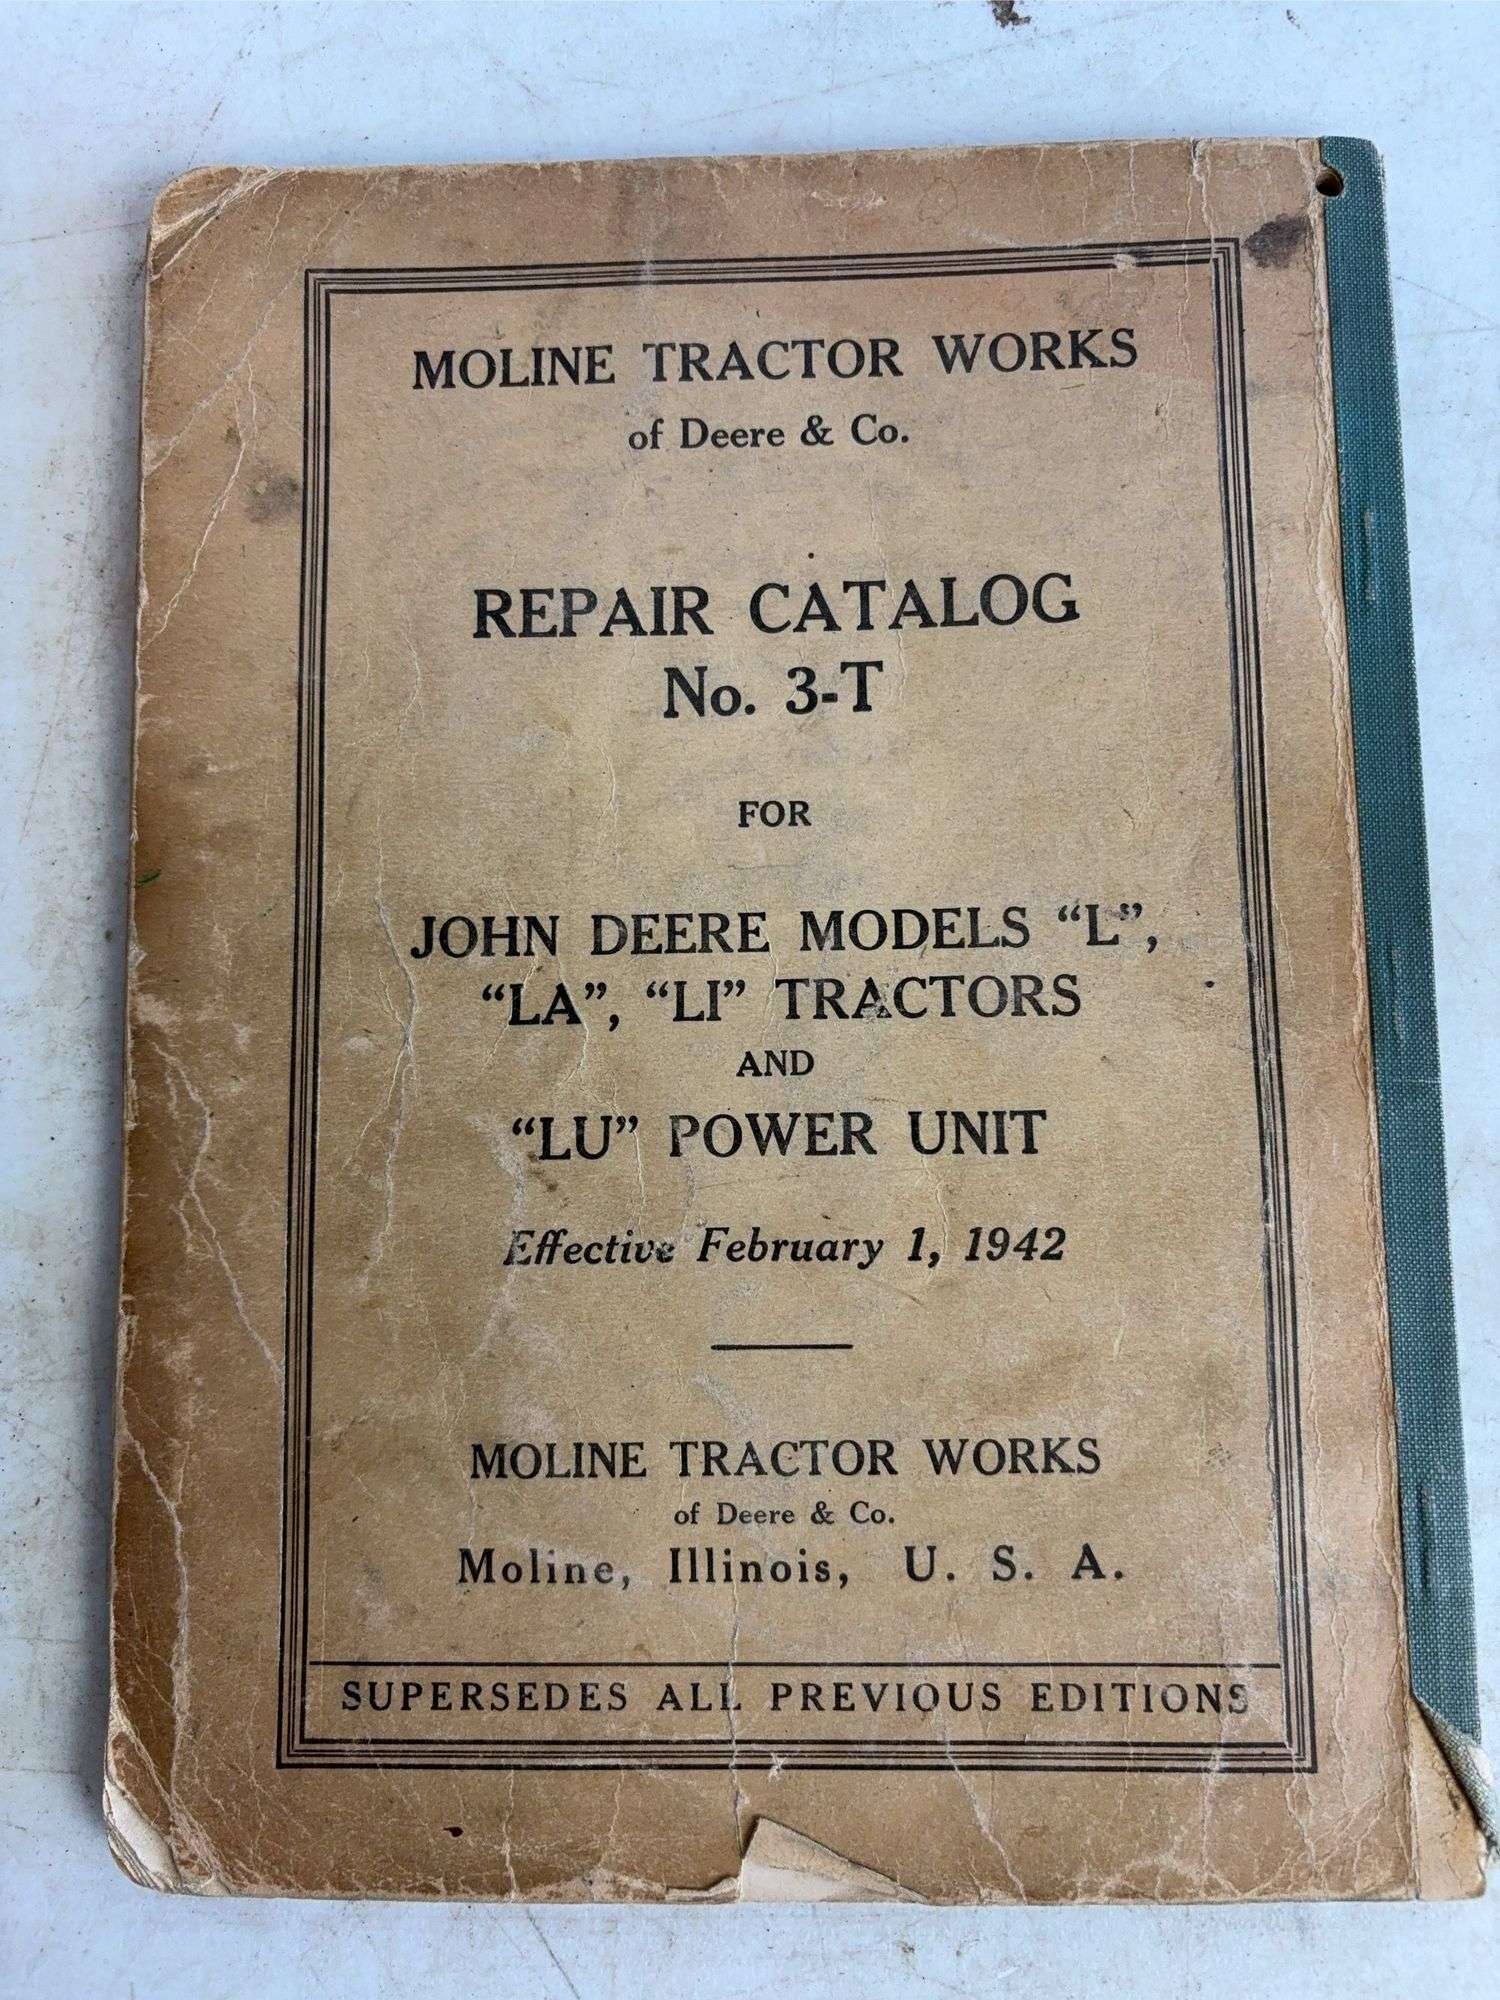 MOLINE TRACTOR WORKS
of Deere & Co.
REPAIR CATALOG
No. 3-T
FOR
JOHN DEERE MODELS “L”,
“LA”, “LI” TRACTORS
AND
“LU” POWER UNIT
Effective February 1, 1942
MOLINE TRACTOR WORKS
of Deere & Co.
Moline, Illinois, U. S. A.
SUPERSEDES ALL PREVIOUS EDITIONS